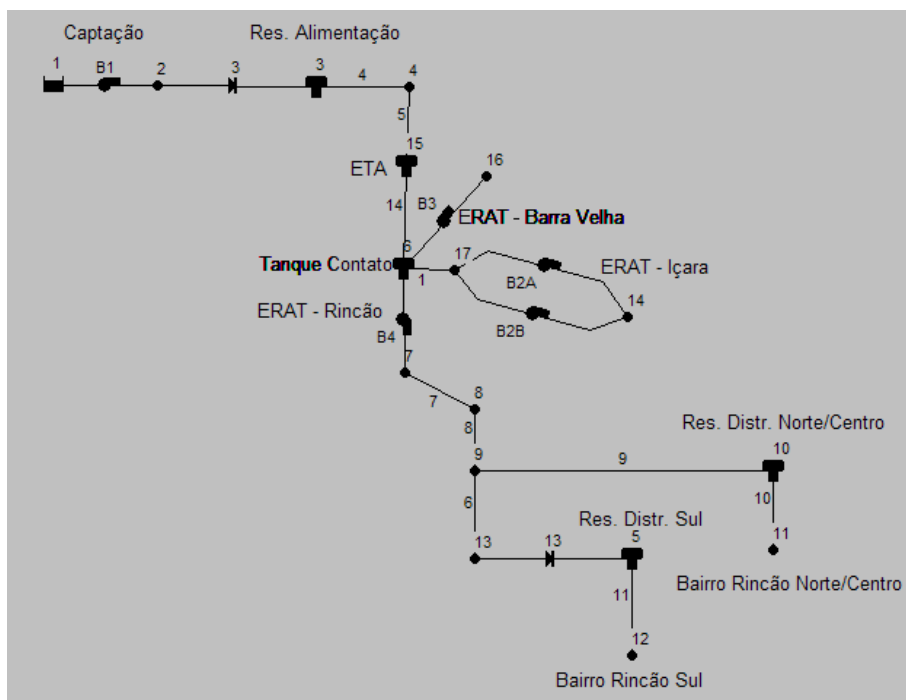 Captação
Res. Alimentação
1
B1
2
3
3
4
4
5
15
ETA
16
14
B3
ERAT - Barra Velha
6
17
Tanque Contato
1
ERAT - Içara
B2A
14
ERAT - Rincão
B2B
B4
7
7
8
8
Res. Distr. Norte/Centro
9
9
10
6
10
Res. Distr. Sul
13
13
5
11
11
Bairro Rincão Norte/Centro
12
Bairro Rincão Sul